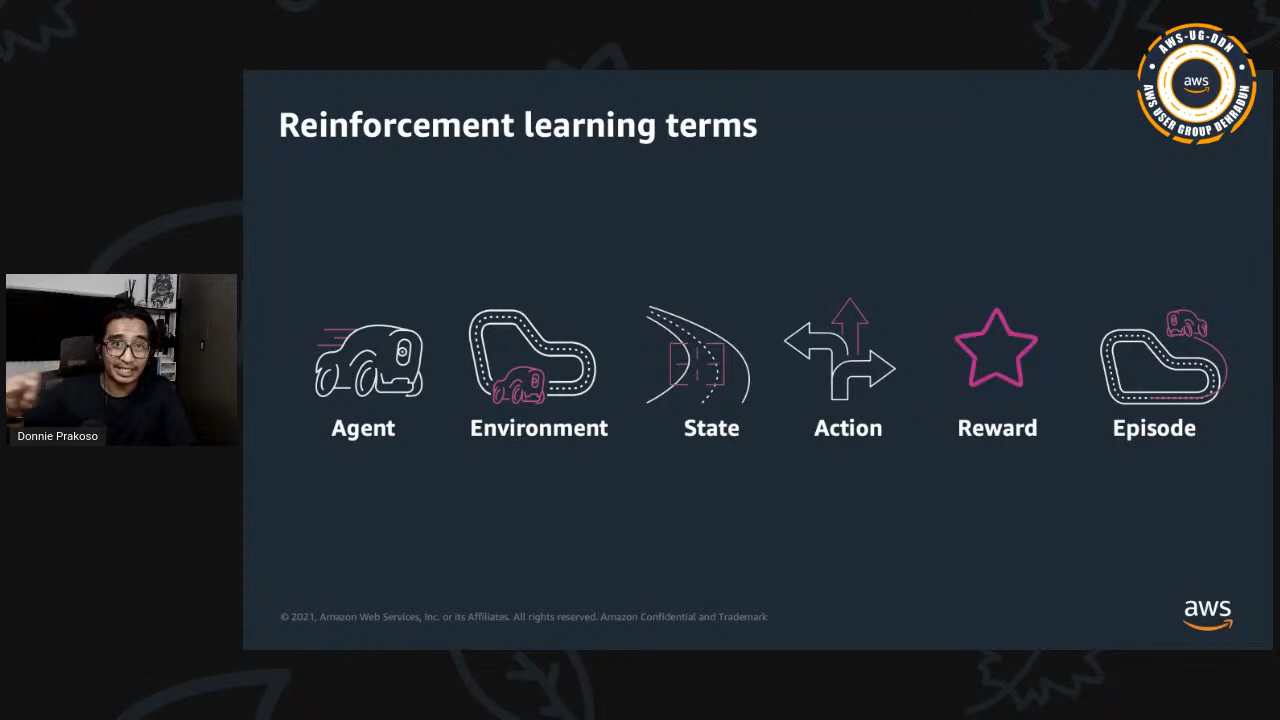 AWS-UG-DDN
aws
AWS USER GROUP DEHRADUN
Reinforcement learning terms
Agent
Environment
State
Action
Reward
Episode
Donnie Prakoso
© 2021, Amazon Web Services, Inc. or its Affiliates. All rights reserved. Amazon Confidential and Trademark
aws